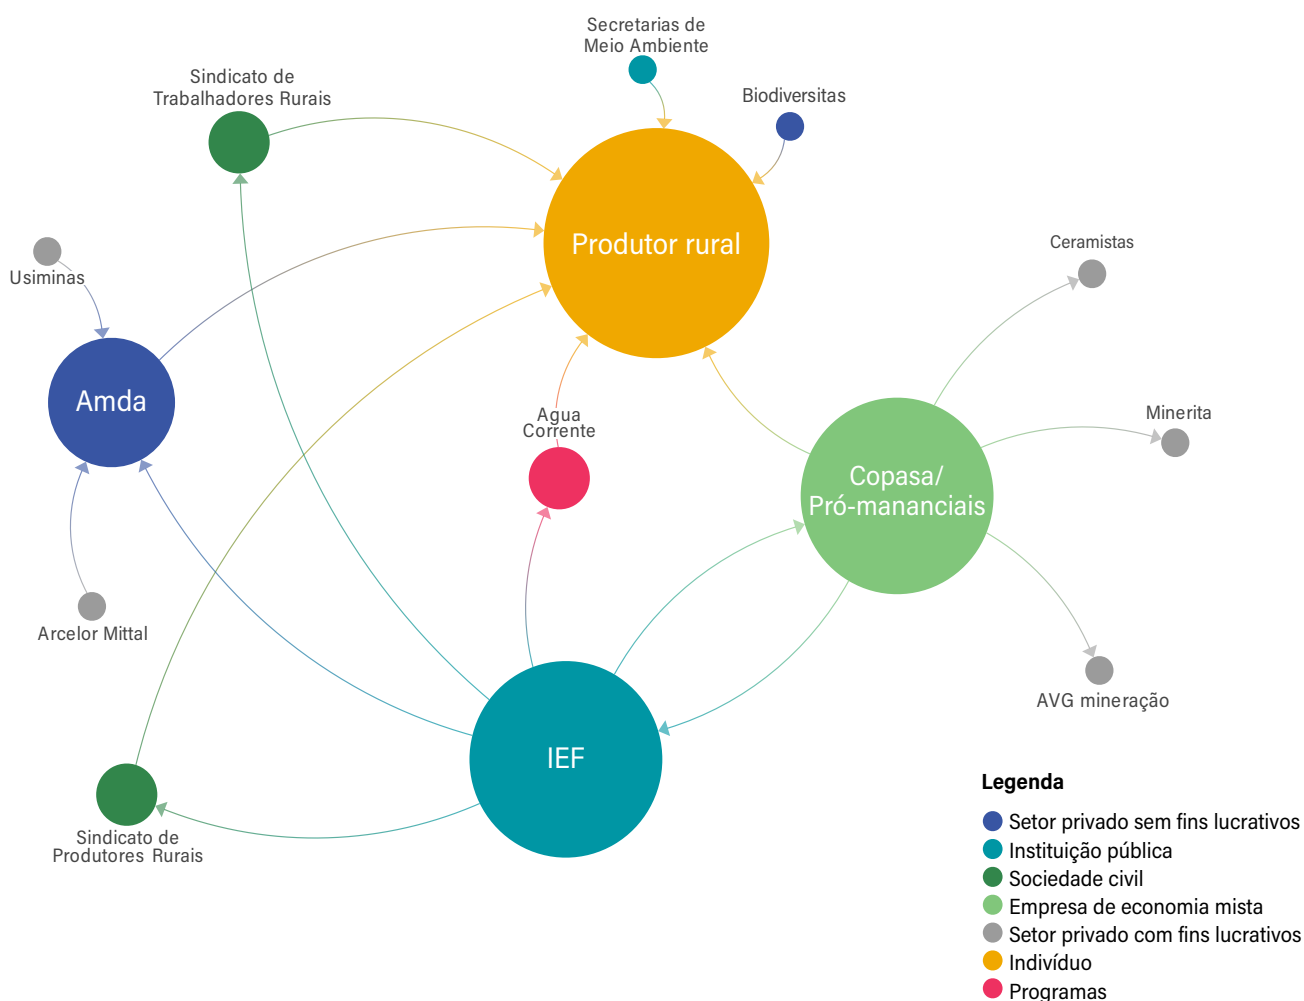 Secretarias de
Meio Ambiente
Sindicato de
Trabalhadores Rurais
Biodiversitas
Produtor rural
Ceramistas
Usiminas
Amda
Agua
Corrente
Minerita
Copasa/
Pró-mananciais
Arcelor Mittal
AVG mineração
IEF
Sindicato de
Produtores Rurais
Legenda
Setor privado sem fins lucrativos
Instituição pública
Sociedade civil
Empresa de economia mista
Setor privado com fins lucrativos
Indivíduo
Programas